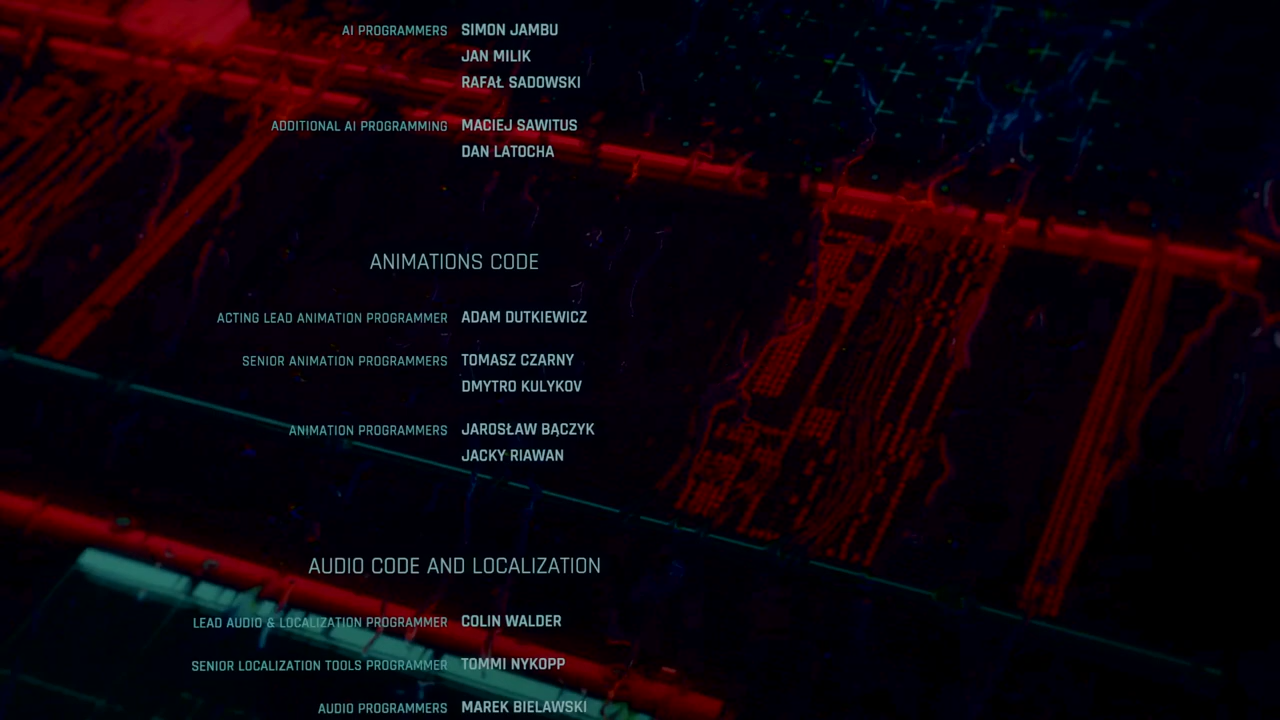 AI PROGRAMMERS SIMON JAMBU
JAN MILIK
RAFAŁ SADOWSKI
ADDITIONAL AI PROGRAMMING MACIEJ SAWITUS
DAN LATOCHA
ANIMATIONS CODE
ACTING LEAD ANIMATION PROGRAMMER ADAM DUTKIEWICZ
SENIOR ANIMATION PROGRAMMERS TOMASZ CZARNY
DMYTRO KULYKOV
ANIMATION PROGRAMMERS JAROSŁAW BĄCZYK
JACKY RIAWAN
AUDIO CODE AND LOCALIZATION
LEAD AUDIO & LOCALIZATION PROGRAMMER COLIN WALDER
SENIOR LOCALIZATION TOOLS PROGRAMMER TOMMI NYKOPP
AUDIO PROGRAMMERS MAREK BIELAWSKI